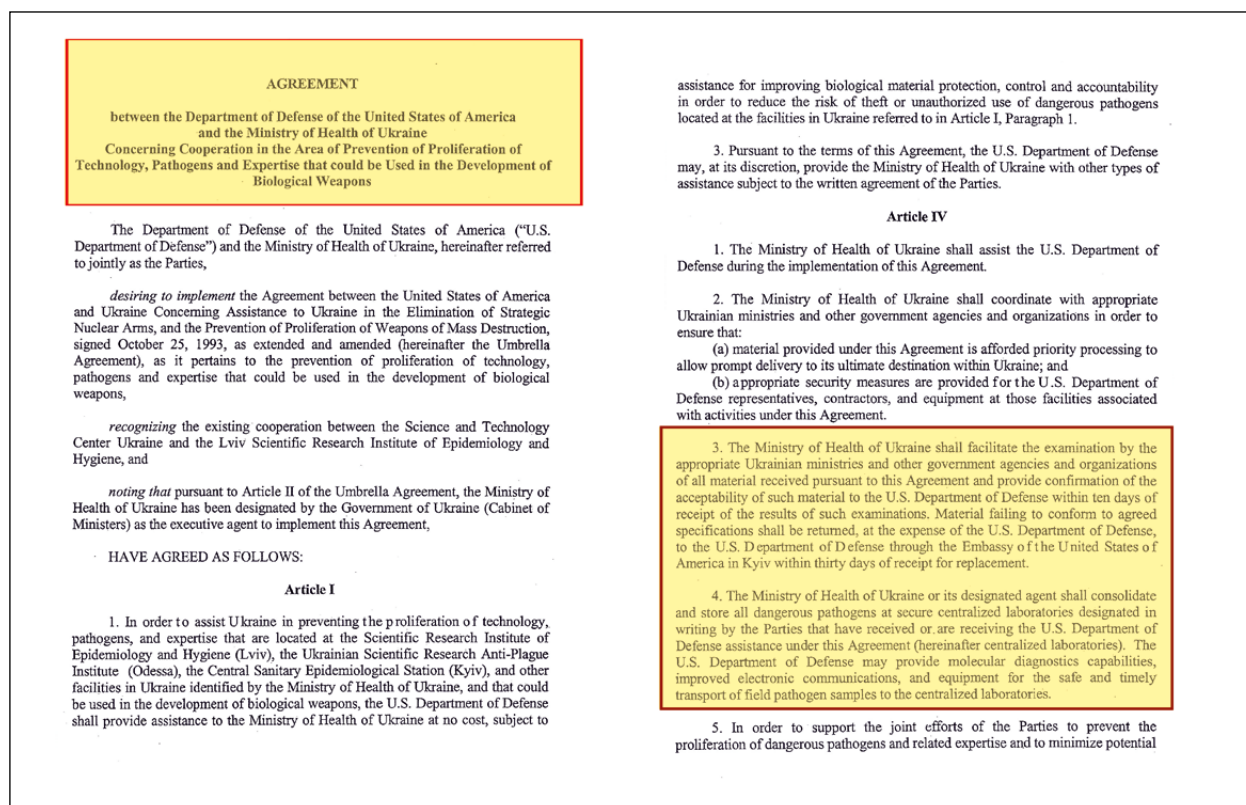 AGREEMENT
between the Department of Defense of the United States of America
and the Ministry of Health of Ukraine
Concerning Cooperation in the Area of Prevention of Proliferation of
Technology, Pathogens and Expertise that could be Used in the Development of
Biological Weapons
The Department of Defense of the United States of America (“U.S.
Department of Defense”) and the Ministry of Health of Ukraine, hereinafter referred
to jointly as the Parties,
desiring to implement the Agreement between the United States of America
and Ukraine Concerning Assistance to Ukraine in the Elimination of Strategic
Nuclear Arms, and the Prevention of Proliferation of Weapons of Mass Destruction,
signed October 25, 1993, as extended and amended (hereinafter the Umbrella
Agreement), as it pertains to the prevention of proliferation of technology,
pathogens and expertise that could be used in the development of biological
weapons,
recognizing the existing cooperation between the Science and Technology
Center Ukraine and the Lviv Scientific Research Institute of Epidemiology and
Hygiene, and
noting that pursuant to Article II of the Umbrella Agreement, the Ministry of
Health of Ukraine has been designated by the Government of Ukraine (Cabinet of
Ministers) as the executive agent to implement this Agreement,
HAVE AGREED AS FOLLOWS:
Article I
1. In order to assist Ukraine in preventing the proliferation of technology,
pathogens, and expertise that are located at the Scientific Research Institute of
Epidemiology and Hygiene (Lviv), the Ukrainian Scientific Research Anti-Plague
Institute (Odessa), the Central Sanitary Epidemiological Station (Kyiv), and other
facilities in Ukraine identified by the Ministry of Health of Ukraine, and that could
be used in the development of biological weapons, the U.S. Department of Defense
shall provide assistance to the Ministry of Health of Ukraine at no cost, subject to
assistance for improving biological material protection, control and accountability
in order to reduce the risk of theft or unauthorized use of dangerous pathogens
located at the facilities in Ukraine referred to in Article I, Paragraph 1.
3. Pursuant to the terms of this Agreement, the U.S. Department of Defense
may, at its discretion, provide the Ministry of Health of Ukraine with other types of
assistance subject to the written agreement of the Parties.
Article IV
1. The Ministry of Health of Ukraine shall assist the U.S. Department of
Defense during the implementation of this Agreement.
2. The Ministry of Health of Ukraine shall coordinate with appropriate
Ukrainian ministries and other government agencies and organizations in order to
ensure that:
(a) material provided under this Agreement is afforded priority processing to
allow prompt delivery to its ultimate destination within Ukraine; and
(b) appropriate security measures are provided for the U.S. Department of
Defense representatives, contractors, and equipment at those facilities associated
with activities under this Agreement.
3. The Ministry of Health of Ukraine shall facilitate the examination by the
appropriate Ukrainian ministries and other government agencies and organizations
of all material received pursuant to this Agreement and provide confirmation of the
acceptability of such material to the U.S. Department of Defense within ten days of
receipt of the results of such examinations. Material failing to conform to agreed
specifications shall be returned, at the expense of the U.S. Department of Defense,
to the U.S. Department of Defense through the Embassy of the United States of
America in Kyiv within thirty days of receipt for replacement.
4. The Ministry of Health of Ukraine or its designated agent shall consolidate
and store all dangerous pathogens at secure centralized laboratories designated in
writing by the Parties that have received or are receiving the U.S. Department of
Defense assistance under this Agreement (hereinafter centralized laboratories). The
U.S. Department of Defense may provide molecular diagnostics capabilities,
improved electronic communications, and equipment for the safe and timely
transport of field pathogen samples to the centralized laboratories.
5. In order to support the joint efforts of the Parties to prevent the
proliferation of dangerous pathogens and related expertise and to minimize potential